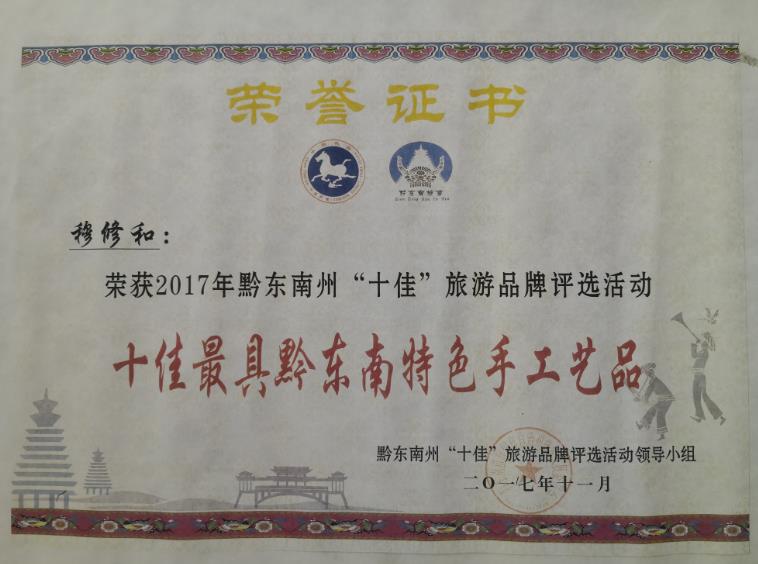 荣誉证书
穆修和：
荣获2017年黔东南州“十佳”旅游品牌评选活动
十佳最具黔东南特色手工艺品
黔东南州“十佳”旅游品牌评选活动领导小组
二〇一七年十一月